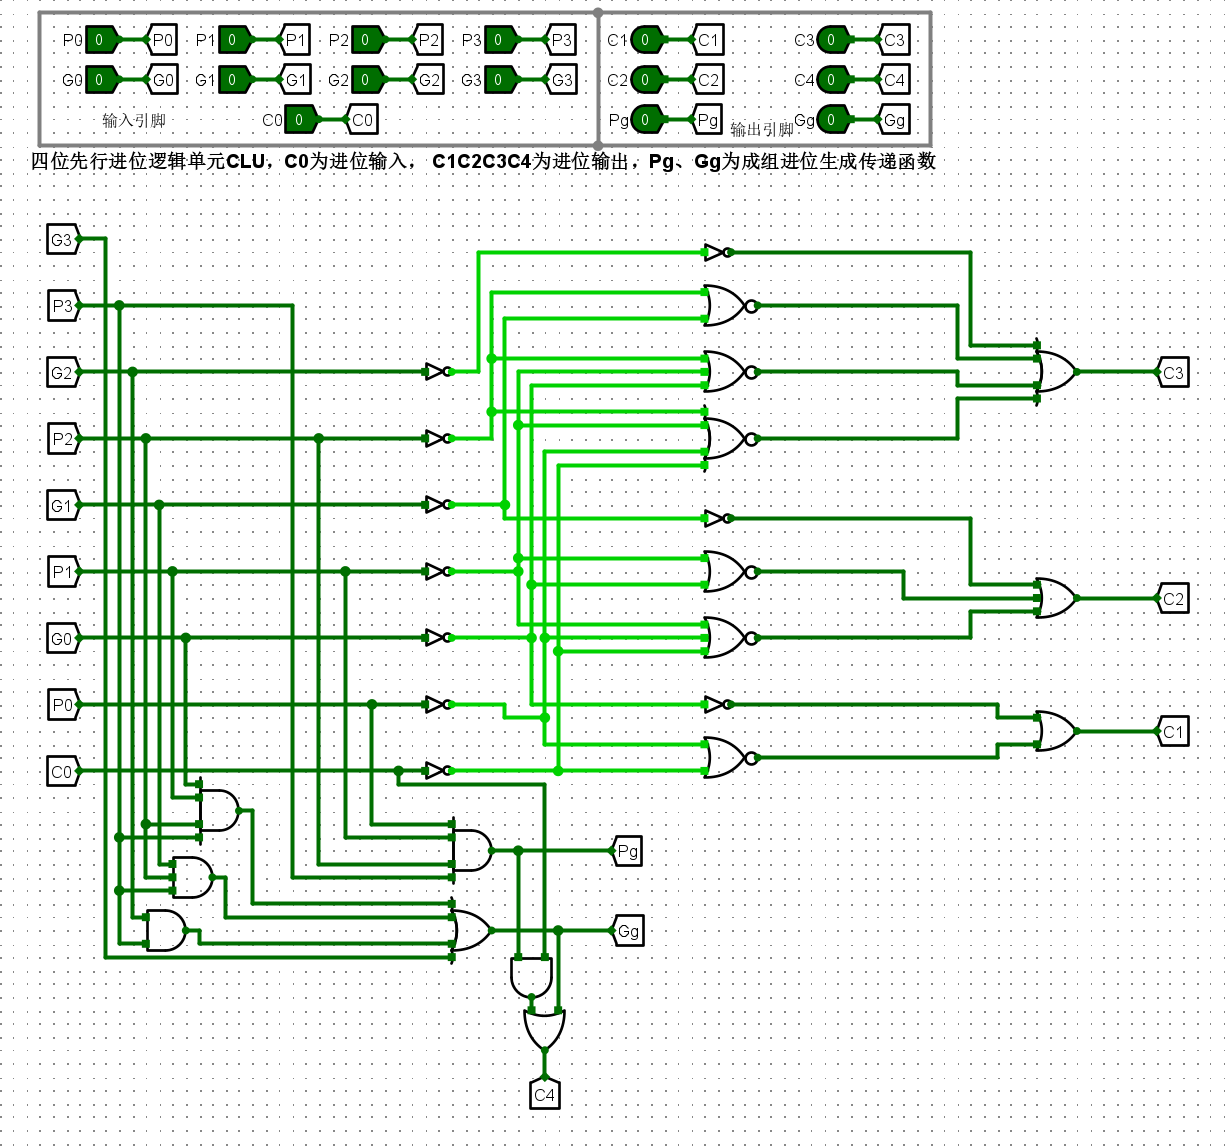 P0 0 P0 P1 0 P1 P2 0 P2 P3 0 P3 C1 0 C1 C3 0 C3
G0 0 G0 G1 0 G1 G2 0 G2 G3 0 G3 C2 0 C2 C4 0 C4
输入引脚 C0 0 C0 Pg 0 Pg 输出引脚 Gg 0 Gg
四位先行进位逻辑单元CLU，C0为进位输入， C1C2C3C4为进位输出，Pg、Gg为成组进位生成传递函数
G3
P3
G2 C3
P2
G1
P1
G0 C2
P0
C1
C0
Pg
Gg
C4